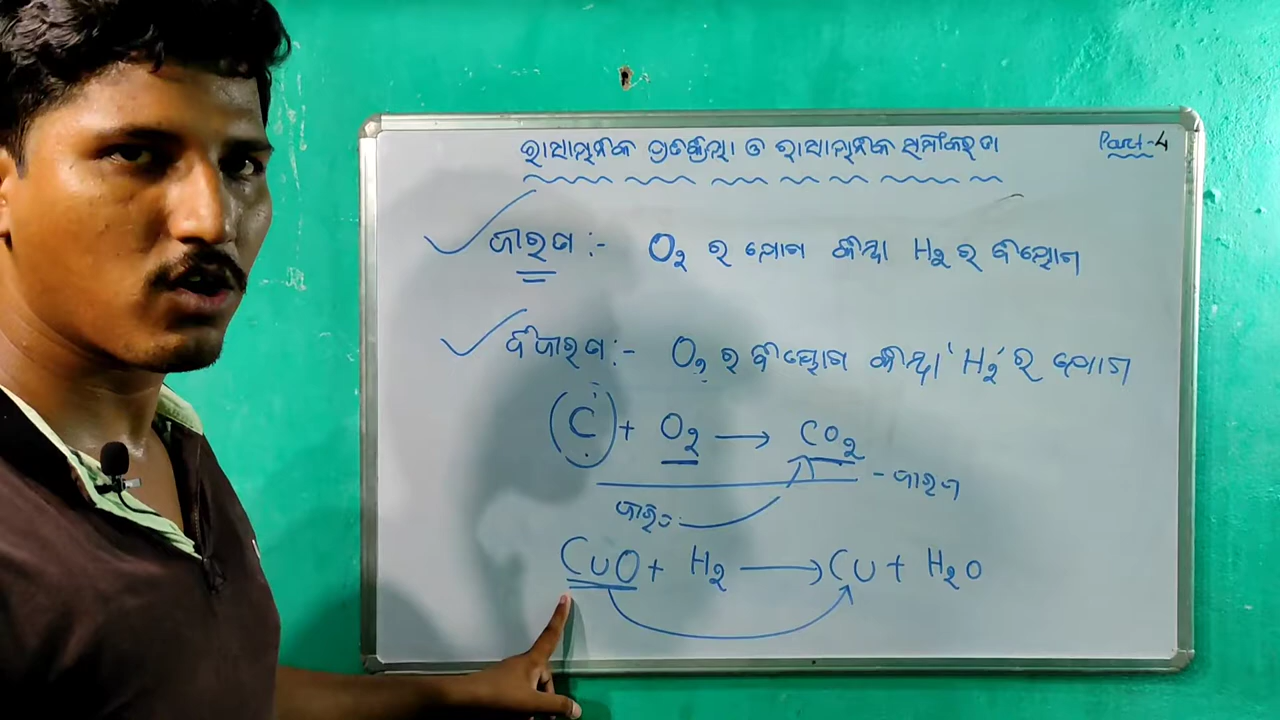 ରାସାୟନିକ ପ୍ରତିକ୍ରିୟା ଓ ରାସାୟନିକ ସମୀକରଣ
Part-4
ଜାରଣ :- O₂ ର ଯୋଗ କିମ୍ବା H₂ ର ବିୟୋଗ
ବିଜାରଣ :- O₂ ର ବିୟୋଗ କିମ୍ବା H₂ ର ଯୋଗ
(C) + O₂ → CO₂
- ଜାରଣ
CuO + H₂ → Cu + H₂O